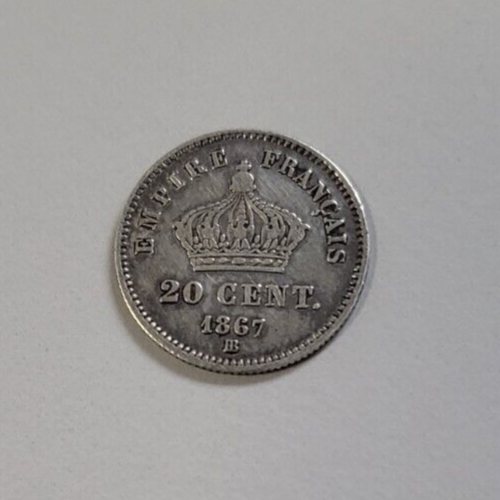 EMPIRE FRANÇAIS
20 CENT.
1867
BB